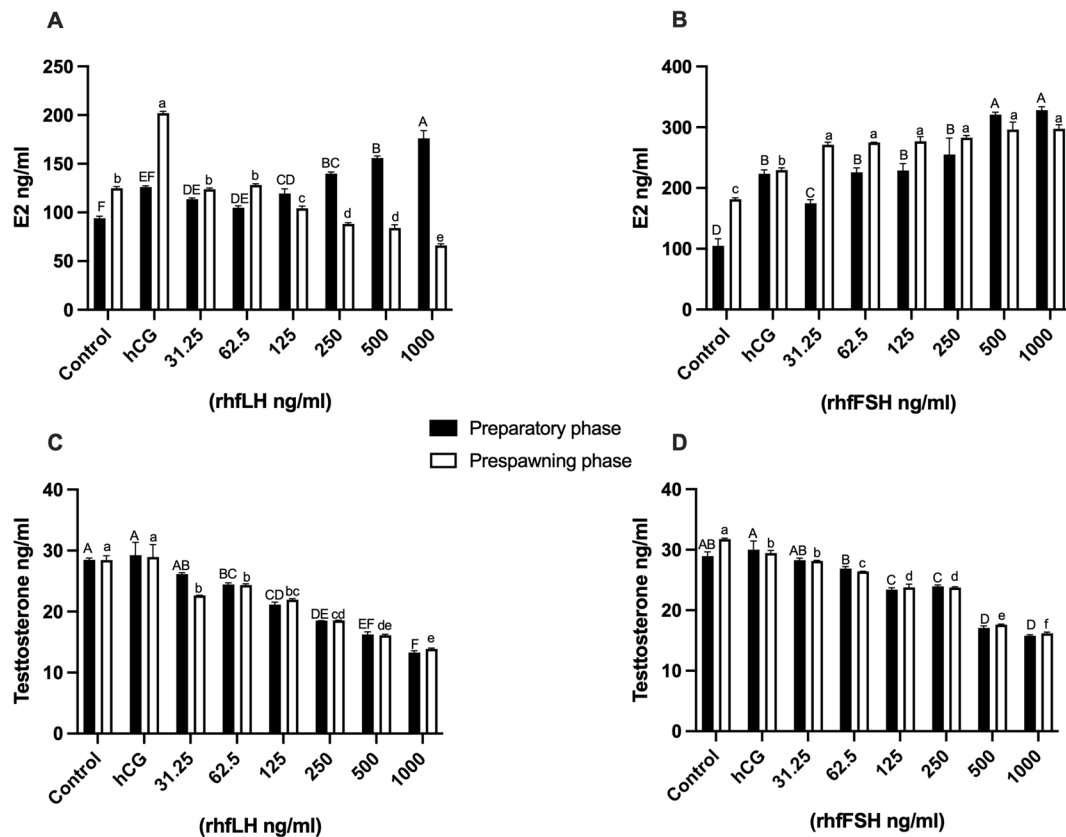 A
250
200
150
100
50
0
E2 ng/ml
F b EF a DE b DE b CD c BC d B d A e
Control hCG 31.25 62.5 125 250 500 1000
(rhfLH ng/ml)
B
400
300
200
100
0
E2 ng/ml
D c B b C a B a B a B a A a A a
Control hCG 31.25 62.5 125 250 500 1000
(rhfFSH ng/ml)
Preparatory phase
Prespawning phase
C
40
30
20
10
0
Testtosterone ng/ml
A a A a AB b BC b CD bc DE cd EF de F e
Control hCG 31.25 62.5 125 250 500 1000
(rhfLH ng/ml)
D
40
30
20
10
0
Testtosterone ng/ml
AB a A b AB b B c C d C d D e D f
Control hCG 31.25 62.5 125 250 500 1000
(rhfFSH ng/ml)